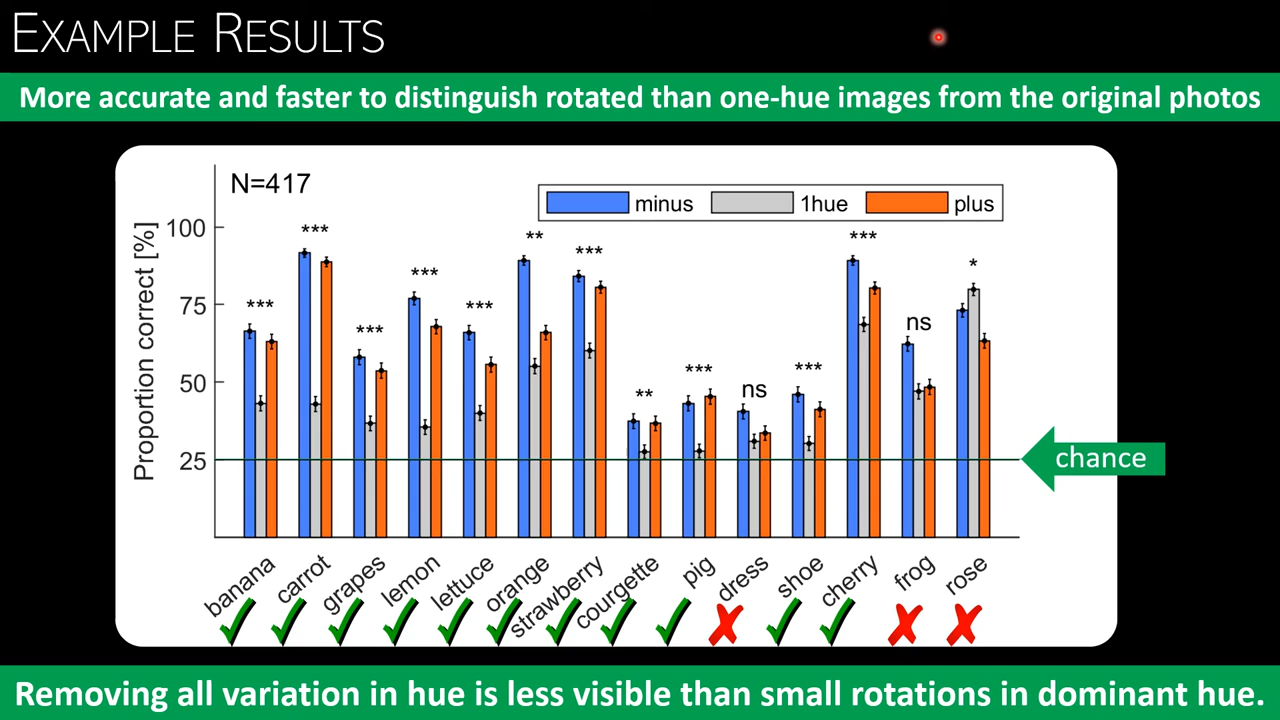 EXAMPLE RESULTS
More accurate and faster to distinguish rotated than one-hue images from the original photos
N=417
minus 1hue plus
Proportion correct [%]
100
75
50
25
*** *** *** *** *** ** *** ** *** ns *** *** ns *
chance
banana carrot grapes lemon lettuce orange strawberry courgette pig dress shoe cherry frog rose
Removing all variation in hue is less visible than small rotations in dominant hue.